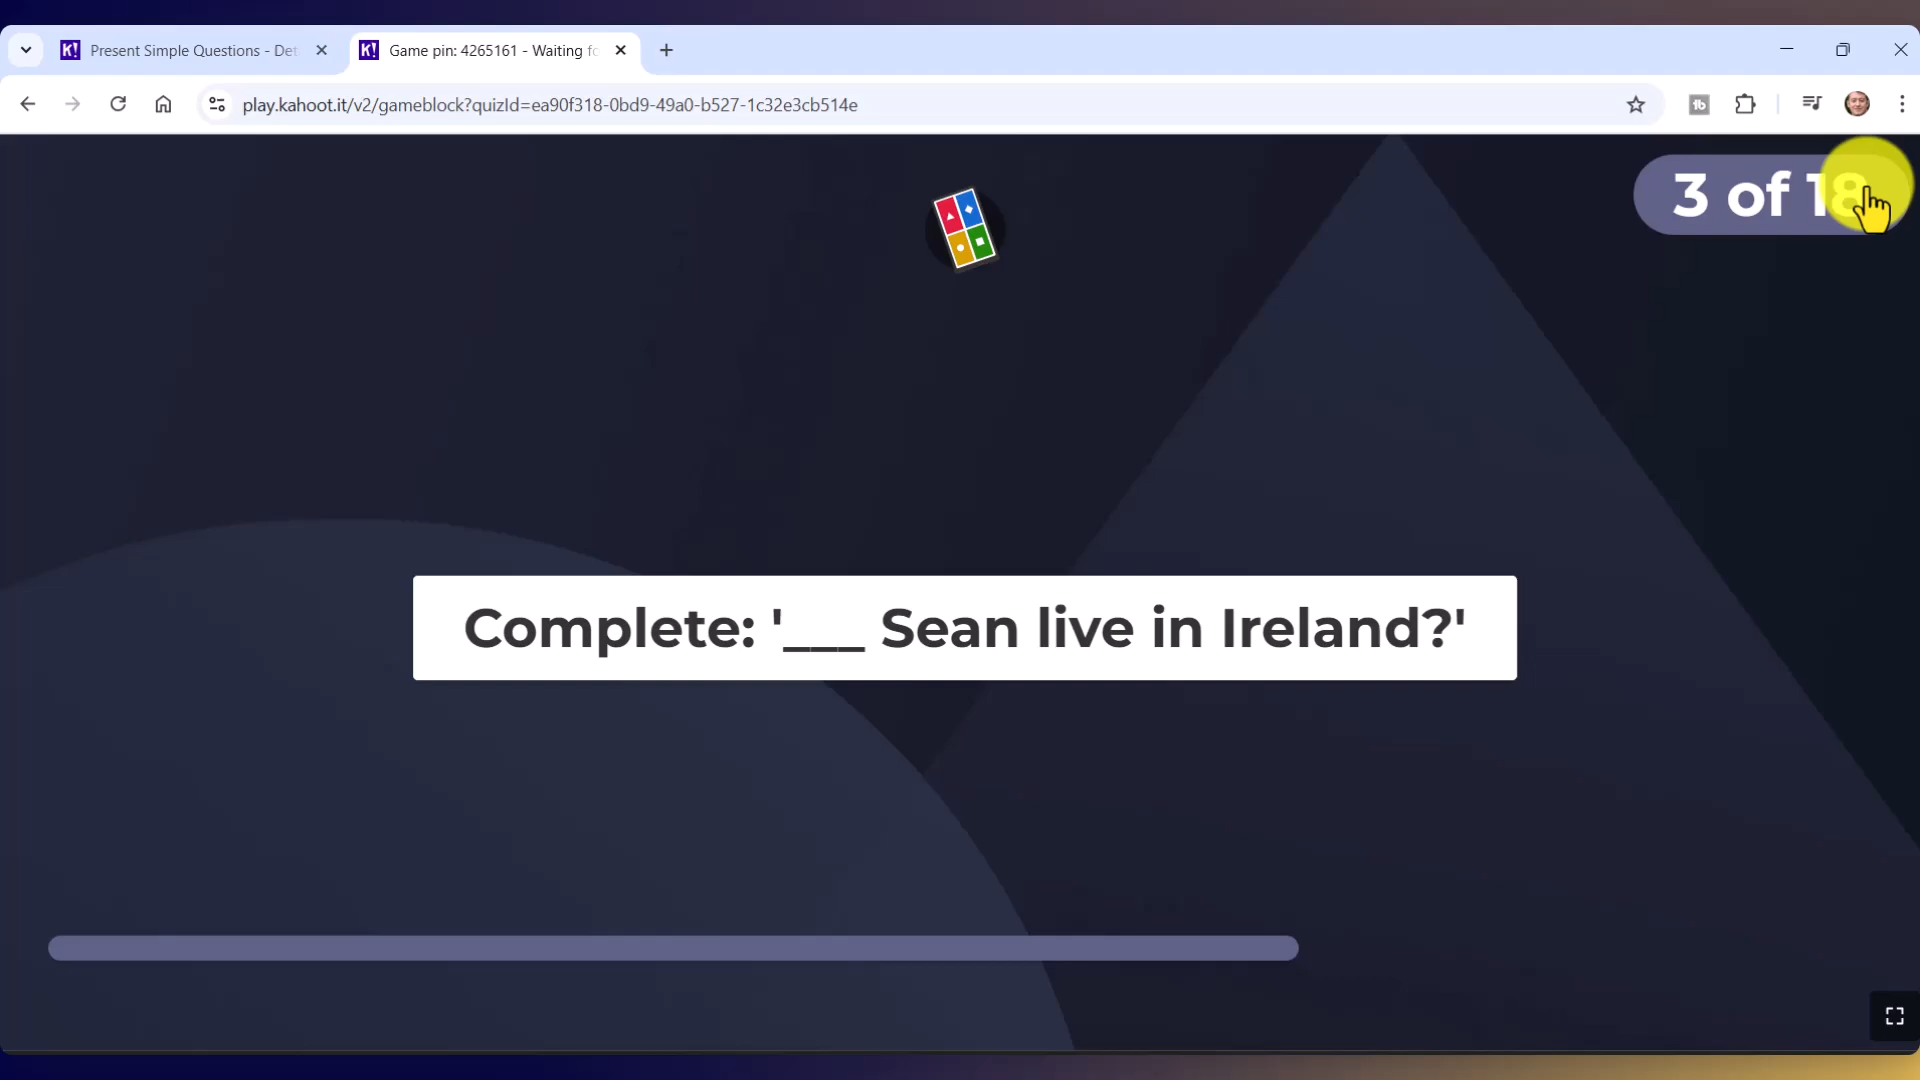 Present Simple Questions - Det
Game pin: 4265161 - Waiting fo
play.kahoot.it/v2/gameblock?quizId=ea90f318-0bd9-49a0-b527-1c32e3cb514e
3 of 18
Complete: '___ Sean live in Ireland?'